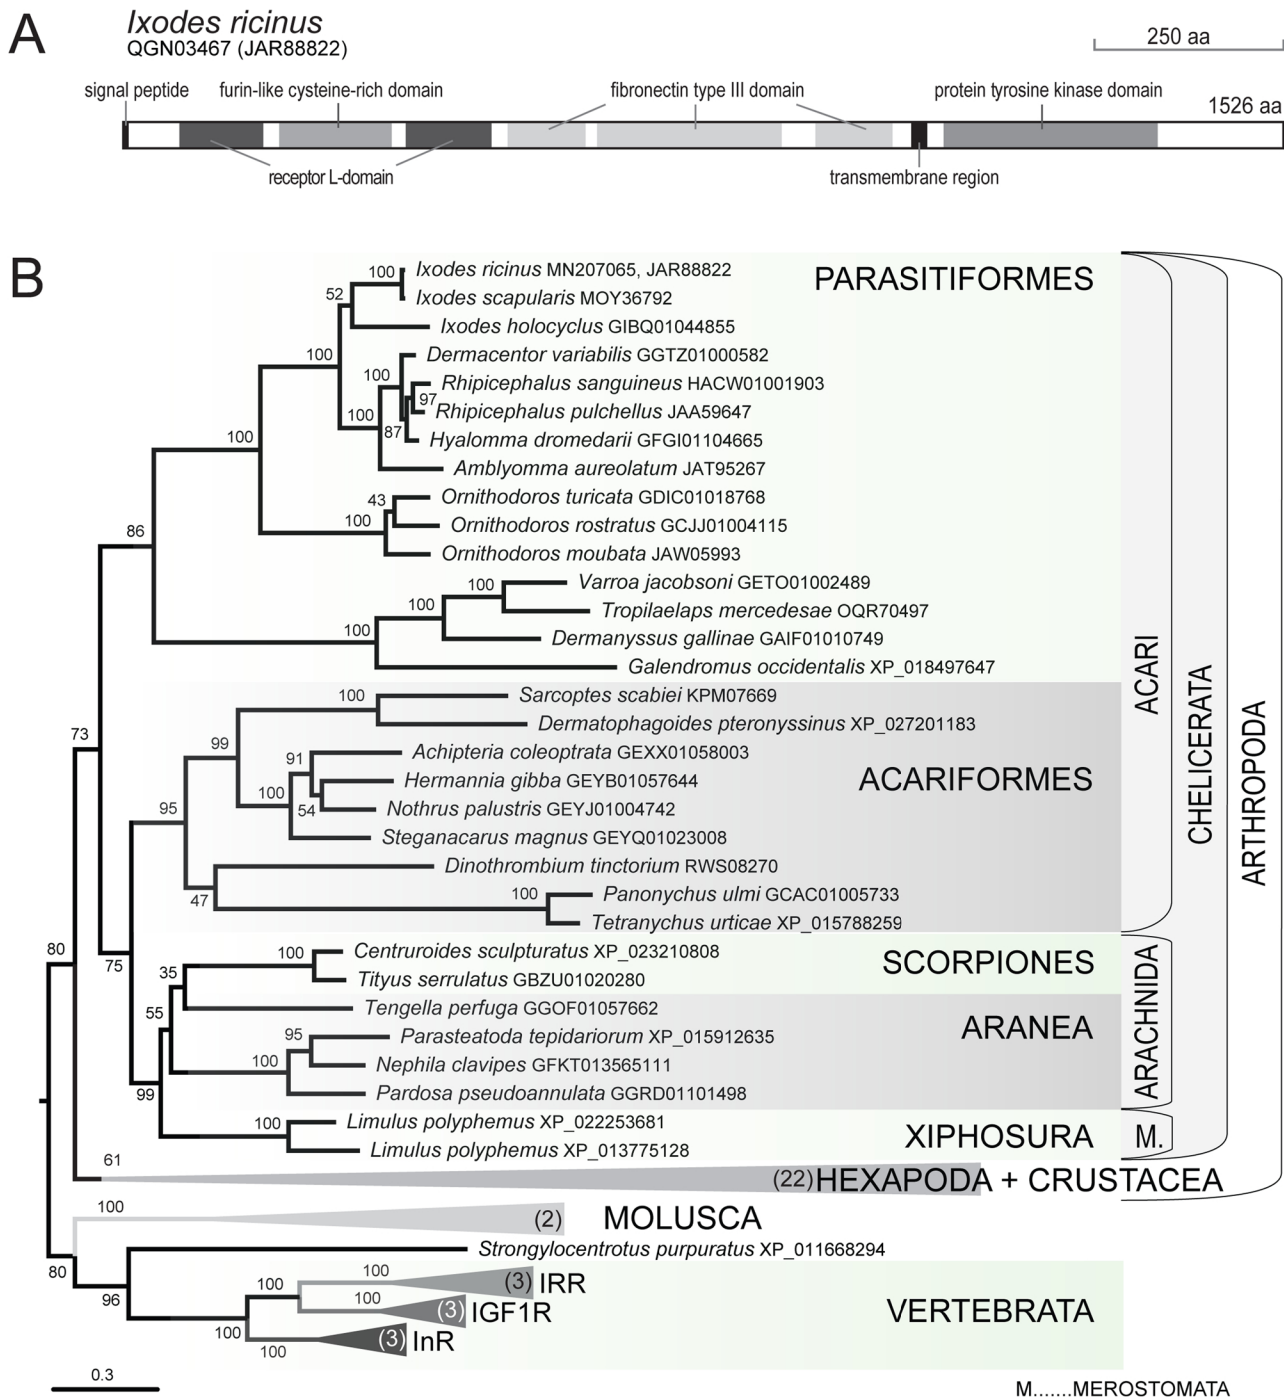 A
Ixodes ricinus
QGN03467 (JAR88822)
250 aa
signal peptide
furin-like cysteine-rich domain
fibronectin type III domain
protein tyrosine kinase domain
1526 aa
receptor L-domain
transmembrane region
B
100
Ixodes ricinus MN207065, JAR88822
PARASITIFORMES
52
Ixodes scapularis MOY36792
Ixodes holocyclus GIBQ01044855
100
Dermacentor variabilis GGTZ01000582
100
Rhipicephalus sanguineus HACW01001903
97
100
Rhipicephalus pulchellus JAA59647
87
100
Hyalomma dromedarii GFGI01104665
Amblyomma aureolatum JAT95267
43
Ornithodoros turicata GDIC01018768
100
Ornithodoros rostratus GCJJ01004115
86
Ornithodoros moubata JAW05993
100
Varroa jacobsoni GETO01002489
100
Tropilaelaps mercedesae OQR70497
100
Dermanyssus gallinae GAIF01010749
Galendromus occidentalis XP_018497647
ACARI
CHELICERATA
ARTHROPODA
100
Sarcoptes scabiei KPM07669
Dermatophagoides pteronyssinus XP_027201183
73
99
91
Achipteria coleoptrata GEXX01058003
ACARIFORMES
100
Hermannia gibba GEYB01057644
54
95
Nothrus palustris GEYJ01004742
Steganacarus magnus GEYQ01023008
Dinothrombium tinctorium RWS08270
47
100
Panonychus ulmi GCAC01005733
Tetranychus urticae XP_015788259
80
75
100
Centruroides sculpturatus XP_023210808
SCORPIONES
35
Tityus serrulatus GBZU01020280
55
Tengella perfuga GGOF01057662
ARANEA
ARACHNIDA
95
Parasteatoda tepidariorum XP_015912635
100
Nephila clavipes GFKT013565111
99
Pardosa pseudoannulata GGRD01101498
100
Limulus polyphemus XP_022253681
XIPHOSURA
M.
Limulus polyphemus XP_013775128
61
(22) HEXAPODA + CRUSTACEA
100
(2)
MOLUSCA
80
Strongylocentrotus purpuratus XP_011668294
96
100
100
(3) IRR
100
(3) IGF1R
VERTEBRATA
100
100
(3) InR
0.3
M.......MEROSTOMATA